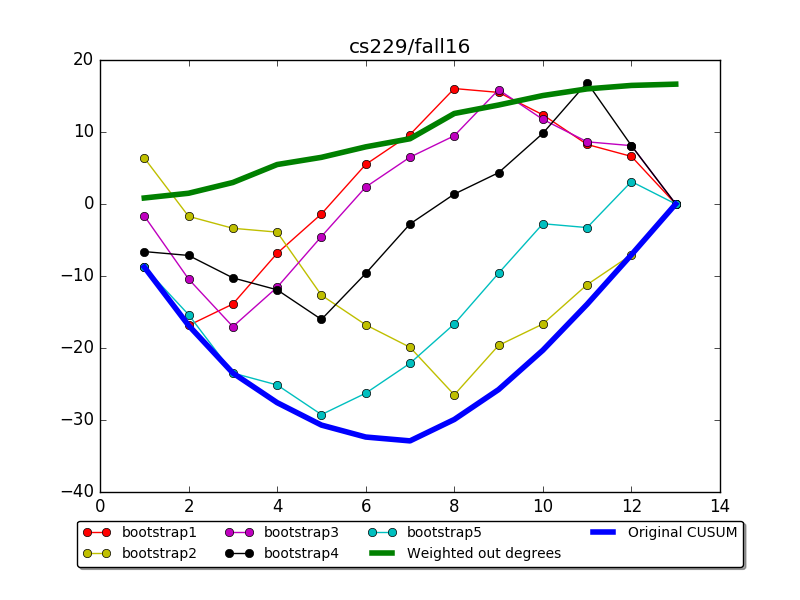 cs229/fall16
20
10
0
−10
−20
−30
−40
0 2 4 6 8 10 12 14
bootstrap1 bootstrap3 bootstrap5 Original CUSUM
bootstrap2 bootstrap4 Weighted out degrees